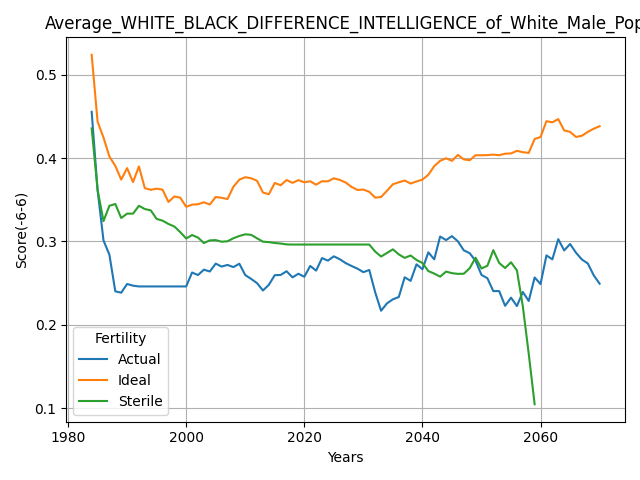 Average_WHITE_BLACK_DIFFERENCE_INTELLIGENCE_of_White_Male_Pop
Score(-6-6)
0.5
0.4
0.3
0.2
0.1
Fertility
Actual
Ideal
Sterile
1980
2000
2020
2040
2060
Years